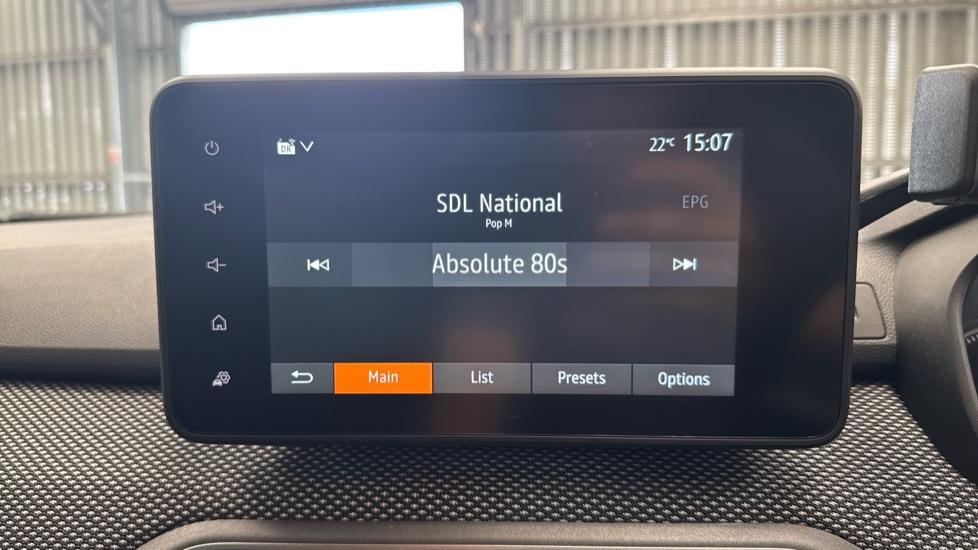 DR 22°C 15:07
SDL National EPG
Pop M
Absolute 80s
Main List Presets Options